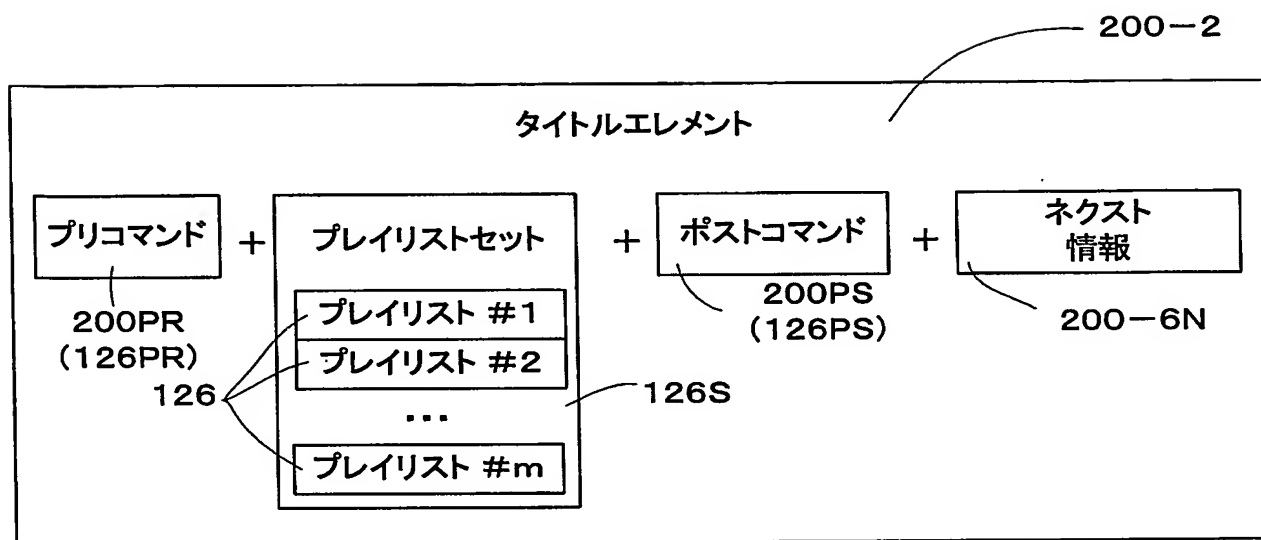 200-2
タイトルエレメント
プリコマンド
+
プレイリストセット
+
ポストコマンド
+
ネクスト
情報
200PR
(126PR)
プレイリスト #1
プレイリスト #2
・・・
プレイリスト #m
126
126S
200PS
(126PS)
200-6N